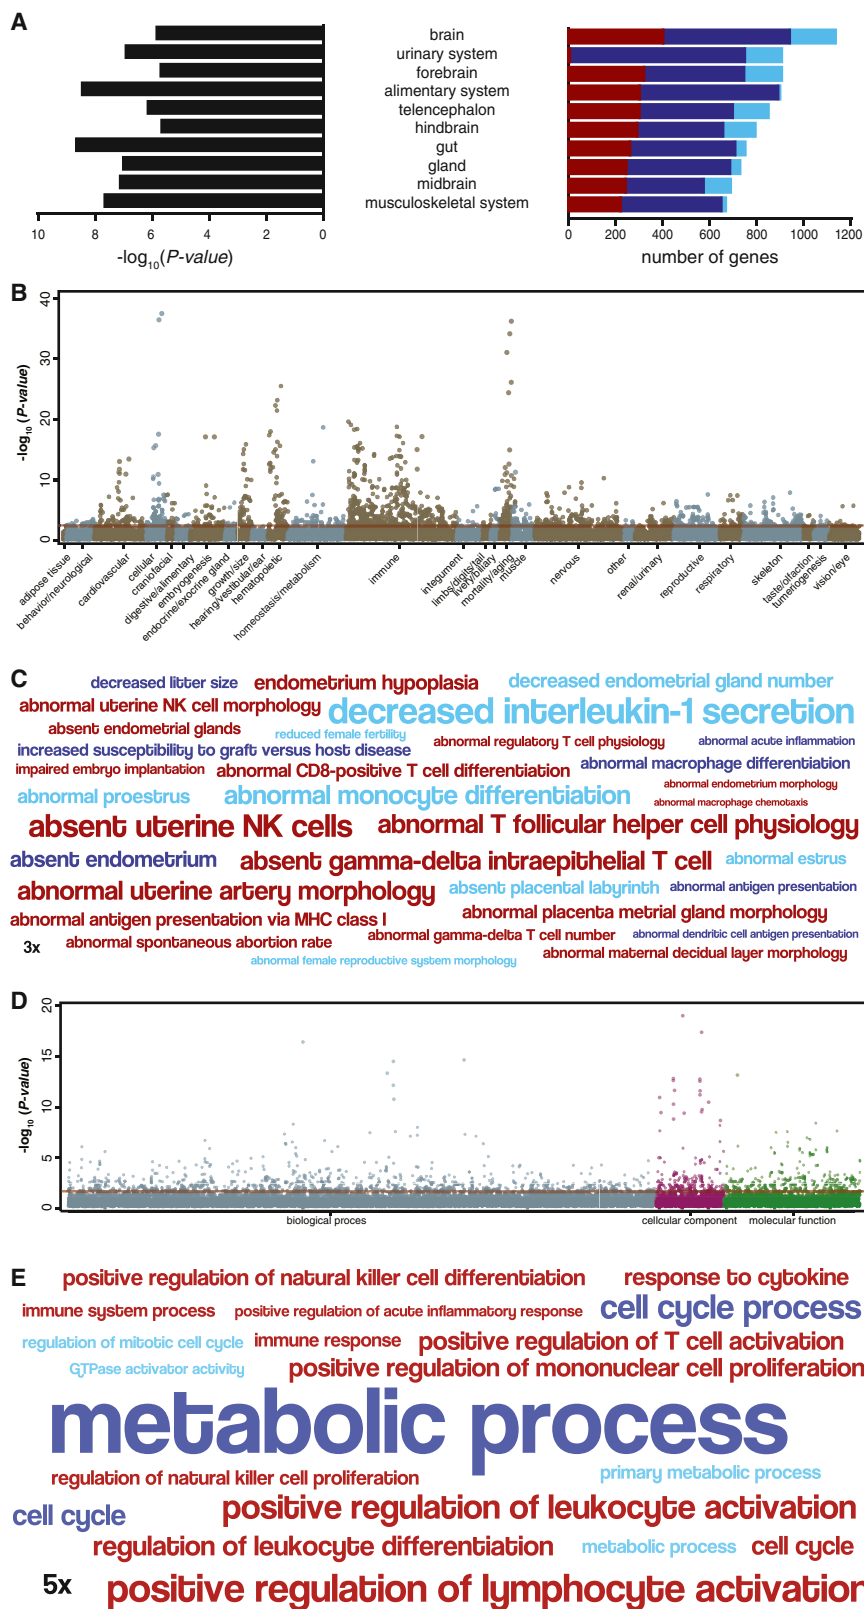 A
brain
urinary system
forebrain
alimentary system
telencephalon
hindbrain
gut
gland
midbrain
musculoskeletal system
10 8 6 4 2 0
-log10(P-value)
0 200 400 600 800 1000 1200
number of genes
B
40
30
20
10
0
-log10 (P-value)
adipose tissue
behavior/neurological
cardiovascular
cellular
craniofacial
digestive/alimentary
embryogenesis
endocrine/exocrine gland
growth/size
hearing/vestibular/ear
hematopoietic
homeostasis/metabolism
immune
integument
limbs/digits/tail
liver/biliary
mortality/aging
muscle
nervous
other
renal/urinary
reproductive
respiratory
skeleton
taste/olfaction
tumerigenesis
vision/eye
C
decreased litter size endometrium hypoplasia decreased endometrial gland number
abnormal uterine NK cell morphology decreased interleukin-1 secretion
absent endometrial glands reduced female fertility abnormal regulatory T cell physiology abnormal acute inflammation
increased susceptibility to graft versus host disease abnormal macrophage differentiation
impaired embryo implantation abnormal CD8-positive T cell differentiation
abnormal endometrium morphology
abnormal proestrus abnormal monocyte differentiation abnormal macrophage chemotaxis
absent uterine NK cells abnormal T follicular helper cell physiology
absent endometrium absent gamma-delta intraepithelial T cell abnormal estrus
abnormal uterine artery morphology absent placental labyrinth abnormal antigen presentation
abnormal antigen presentation via MHC class I abnormal placenta metrial gland morphology
3x abnormal spontaneous abortion rate abnormal gamma-delta T cell number abnormal dendritic cell antigen presentation
abnormal female reproductive system morphology abnormal maternal decidual layer morphology
D
20
15
10
5
0
-log10 (P-value)
biological proces cellular component molecular function
E
positive regulation of natural killer cell differentiation response to cytokine
immune system process positive regulation of acute inflammatory response cell cycle process
regulation of mitotic cell cycle immune response positive regulation of T cell activation
GTPase activator activity positive regulation of mononuclear cell proliferation
metabolic process
regulation of natural killer cell proliferation primary metabolic process
cell cycle positive regulation of leukocyte activation
regulation of leukocyte differentiation metabolic process cell cycle
5x positive regulation of lymphocyte activation